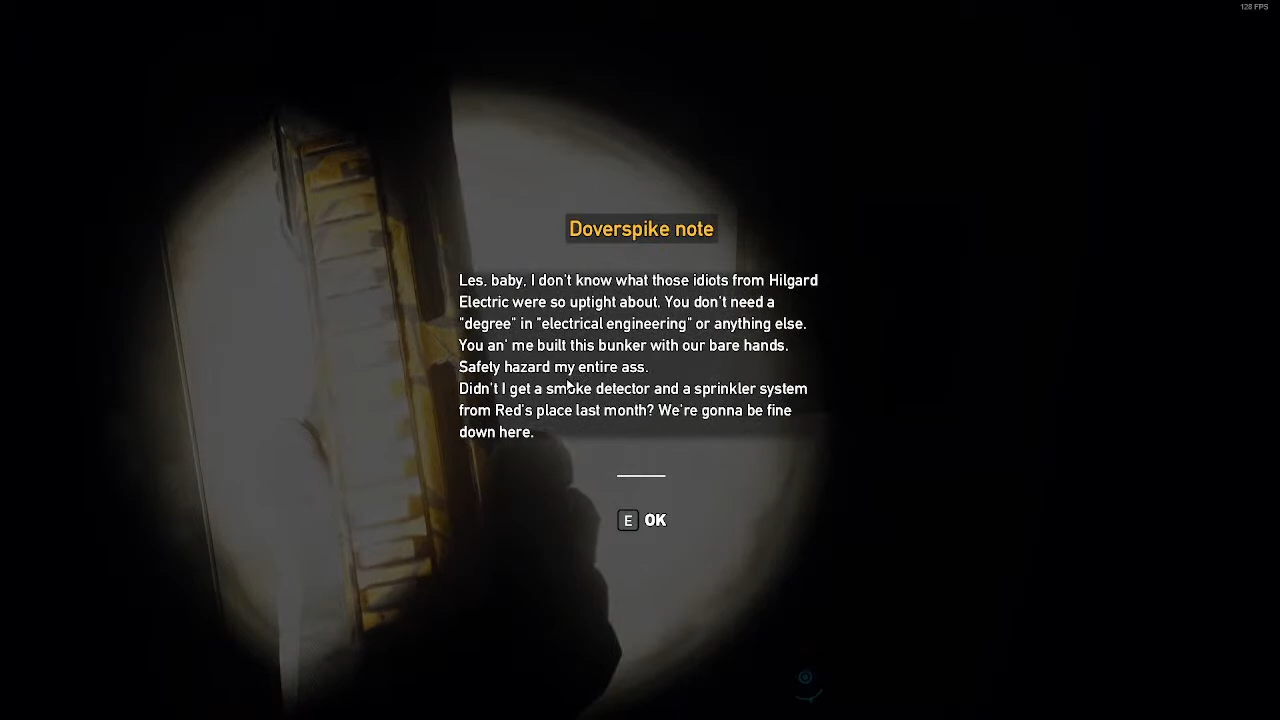 128 FPS
Doverspike note
Les, baby, I don't know what those idiots from Hilgard
Electric were so uptight about. You don't need a
"degree" in "electrical engineering" or anything else.
You an' me built this bunker with our bare hands.
Safely hazard my entire ass.
Didn't I get a smoke detector and a sprinkler system
from Red's place last month? We're gonna be fine
down here.
E OK